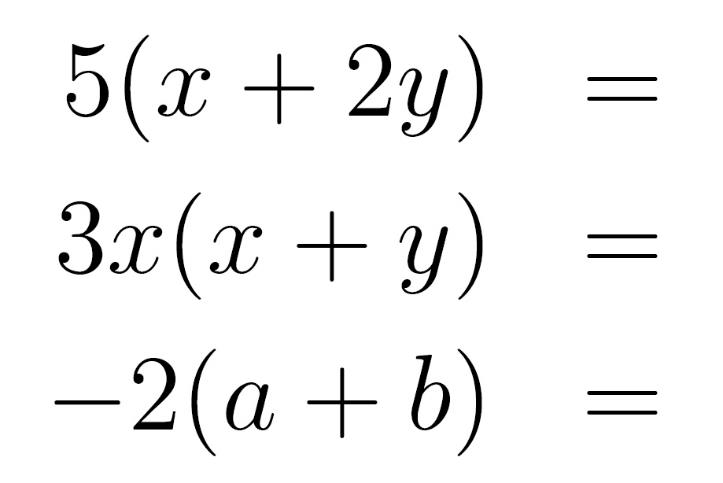 5(x + 2y) =
3x(x + y) =
−2(a + b) =